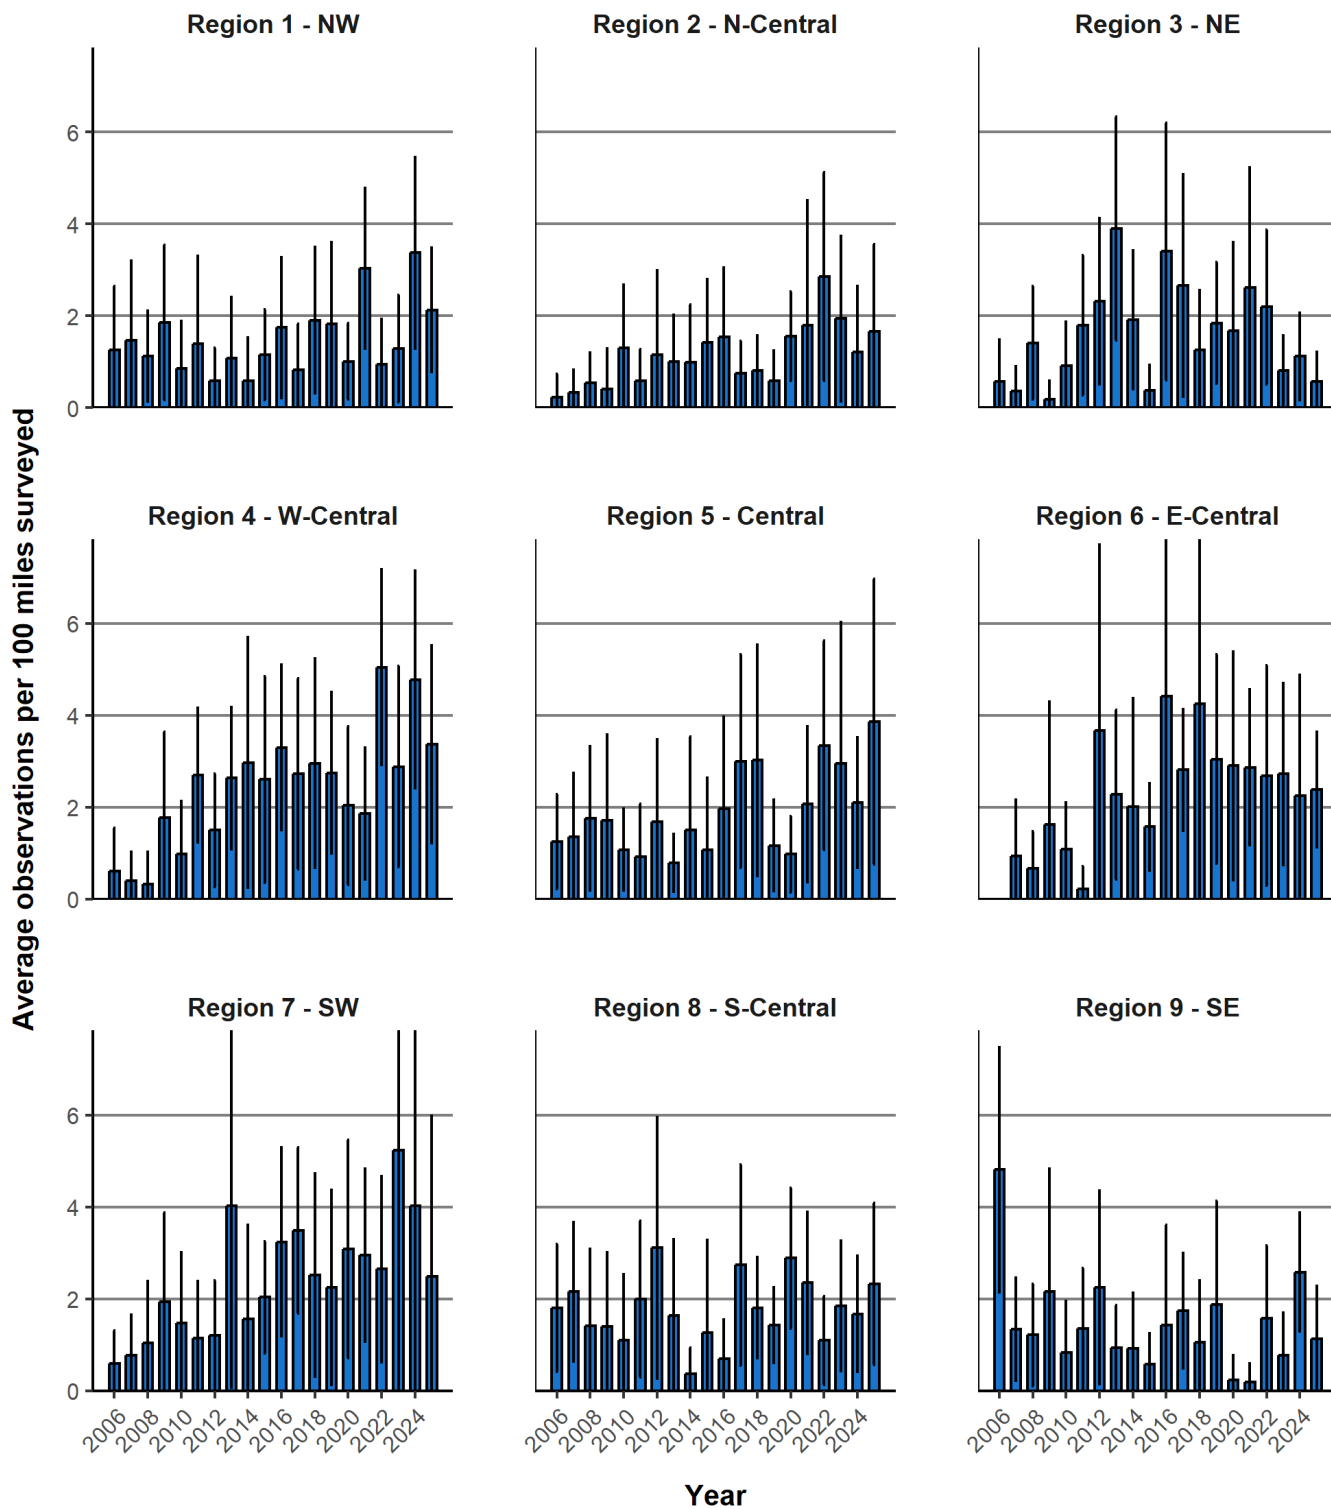 Region 1 - NW
Region 2 - N-Central
Region 3 - NE
6
4
2
0
Region 4 - W-Central
Region 5 - Central
Region 6 - E-Central
6
4
2
0
Average observations per 100 miles surveyed
Region 7 - SW
Region 8 - S-Central
Region 9 - SE
6
4
2
0
2006 2008 2010 2012 2014 2016 2018 2020 2022 2024
2006 2008 2010 2012 2014 2016 2018 2020 2022 2024
2006 2008 2010 2012 2014 2016 2018 2020 2022 2024
Year